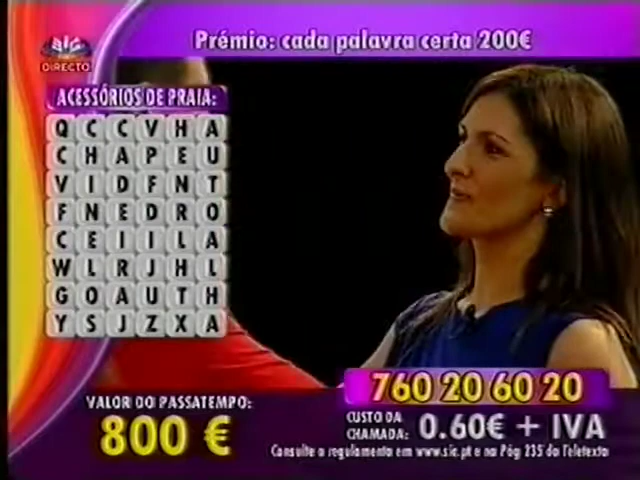 Prémio: cada palavra certa 200€
SIC
DIRECTO
ACESSÓRIOS DE PRAIA:
Q C C V H A
C H A P E U
V I D F N T
F N E D R O
C E I I L A
W L R J H L
G O A U T H
Y S J Z X A
760 20 60 20
VALOR DO PASSATEMPO:
800 €
CUSTO DA CHAMADA: 0.60€ + IVA
Consulte o regulamento em www.sic.pt e na Pág 235 do Teletexto